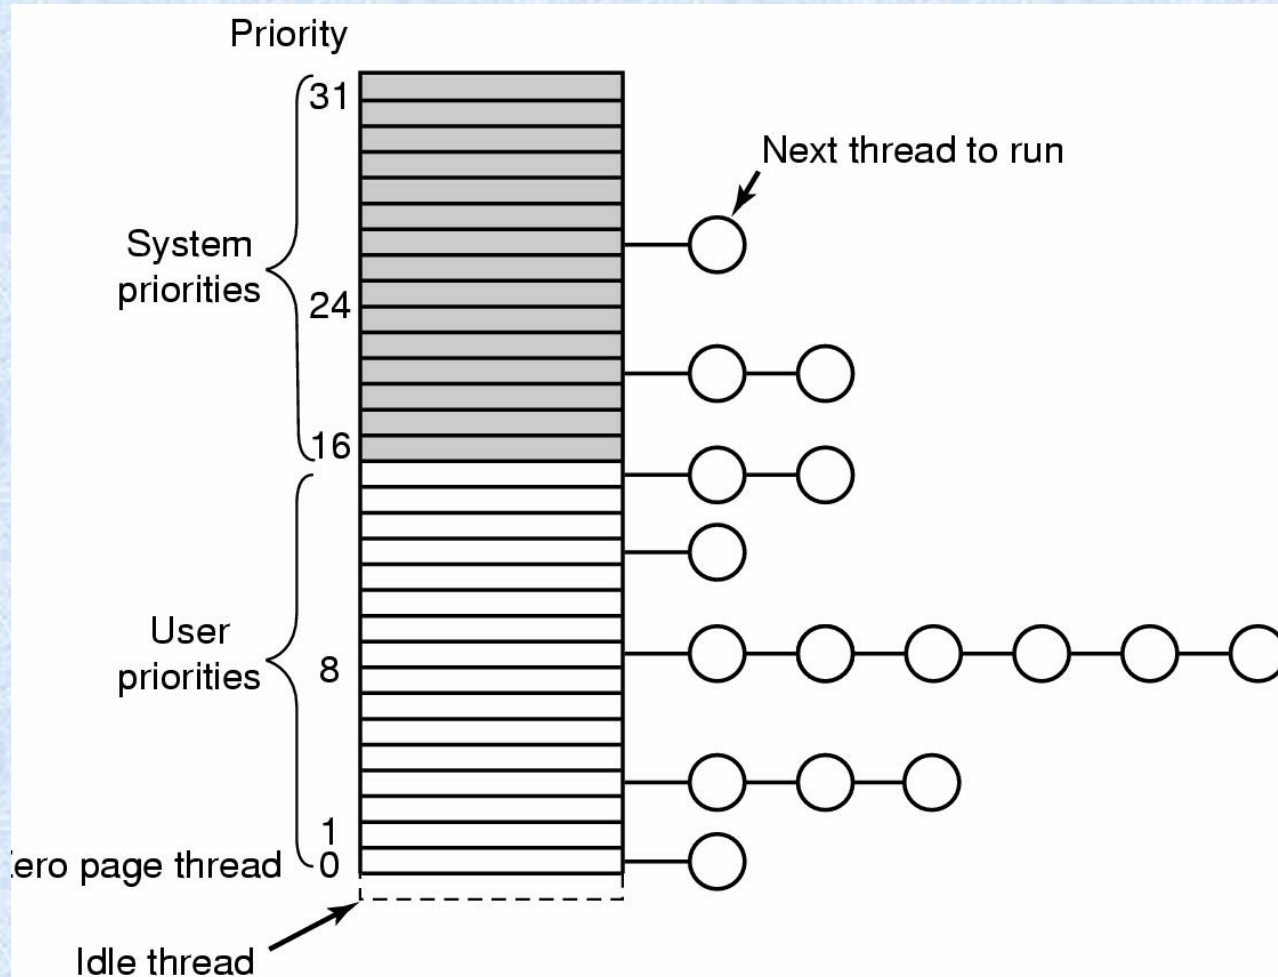 Priority
31
Next thread to run
System
priorities
24
16
User
priorities
8
1
page thread
0
Idle thread